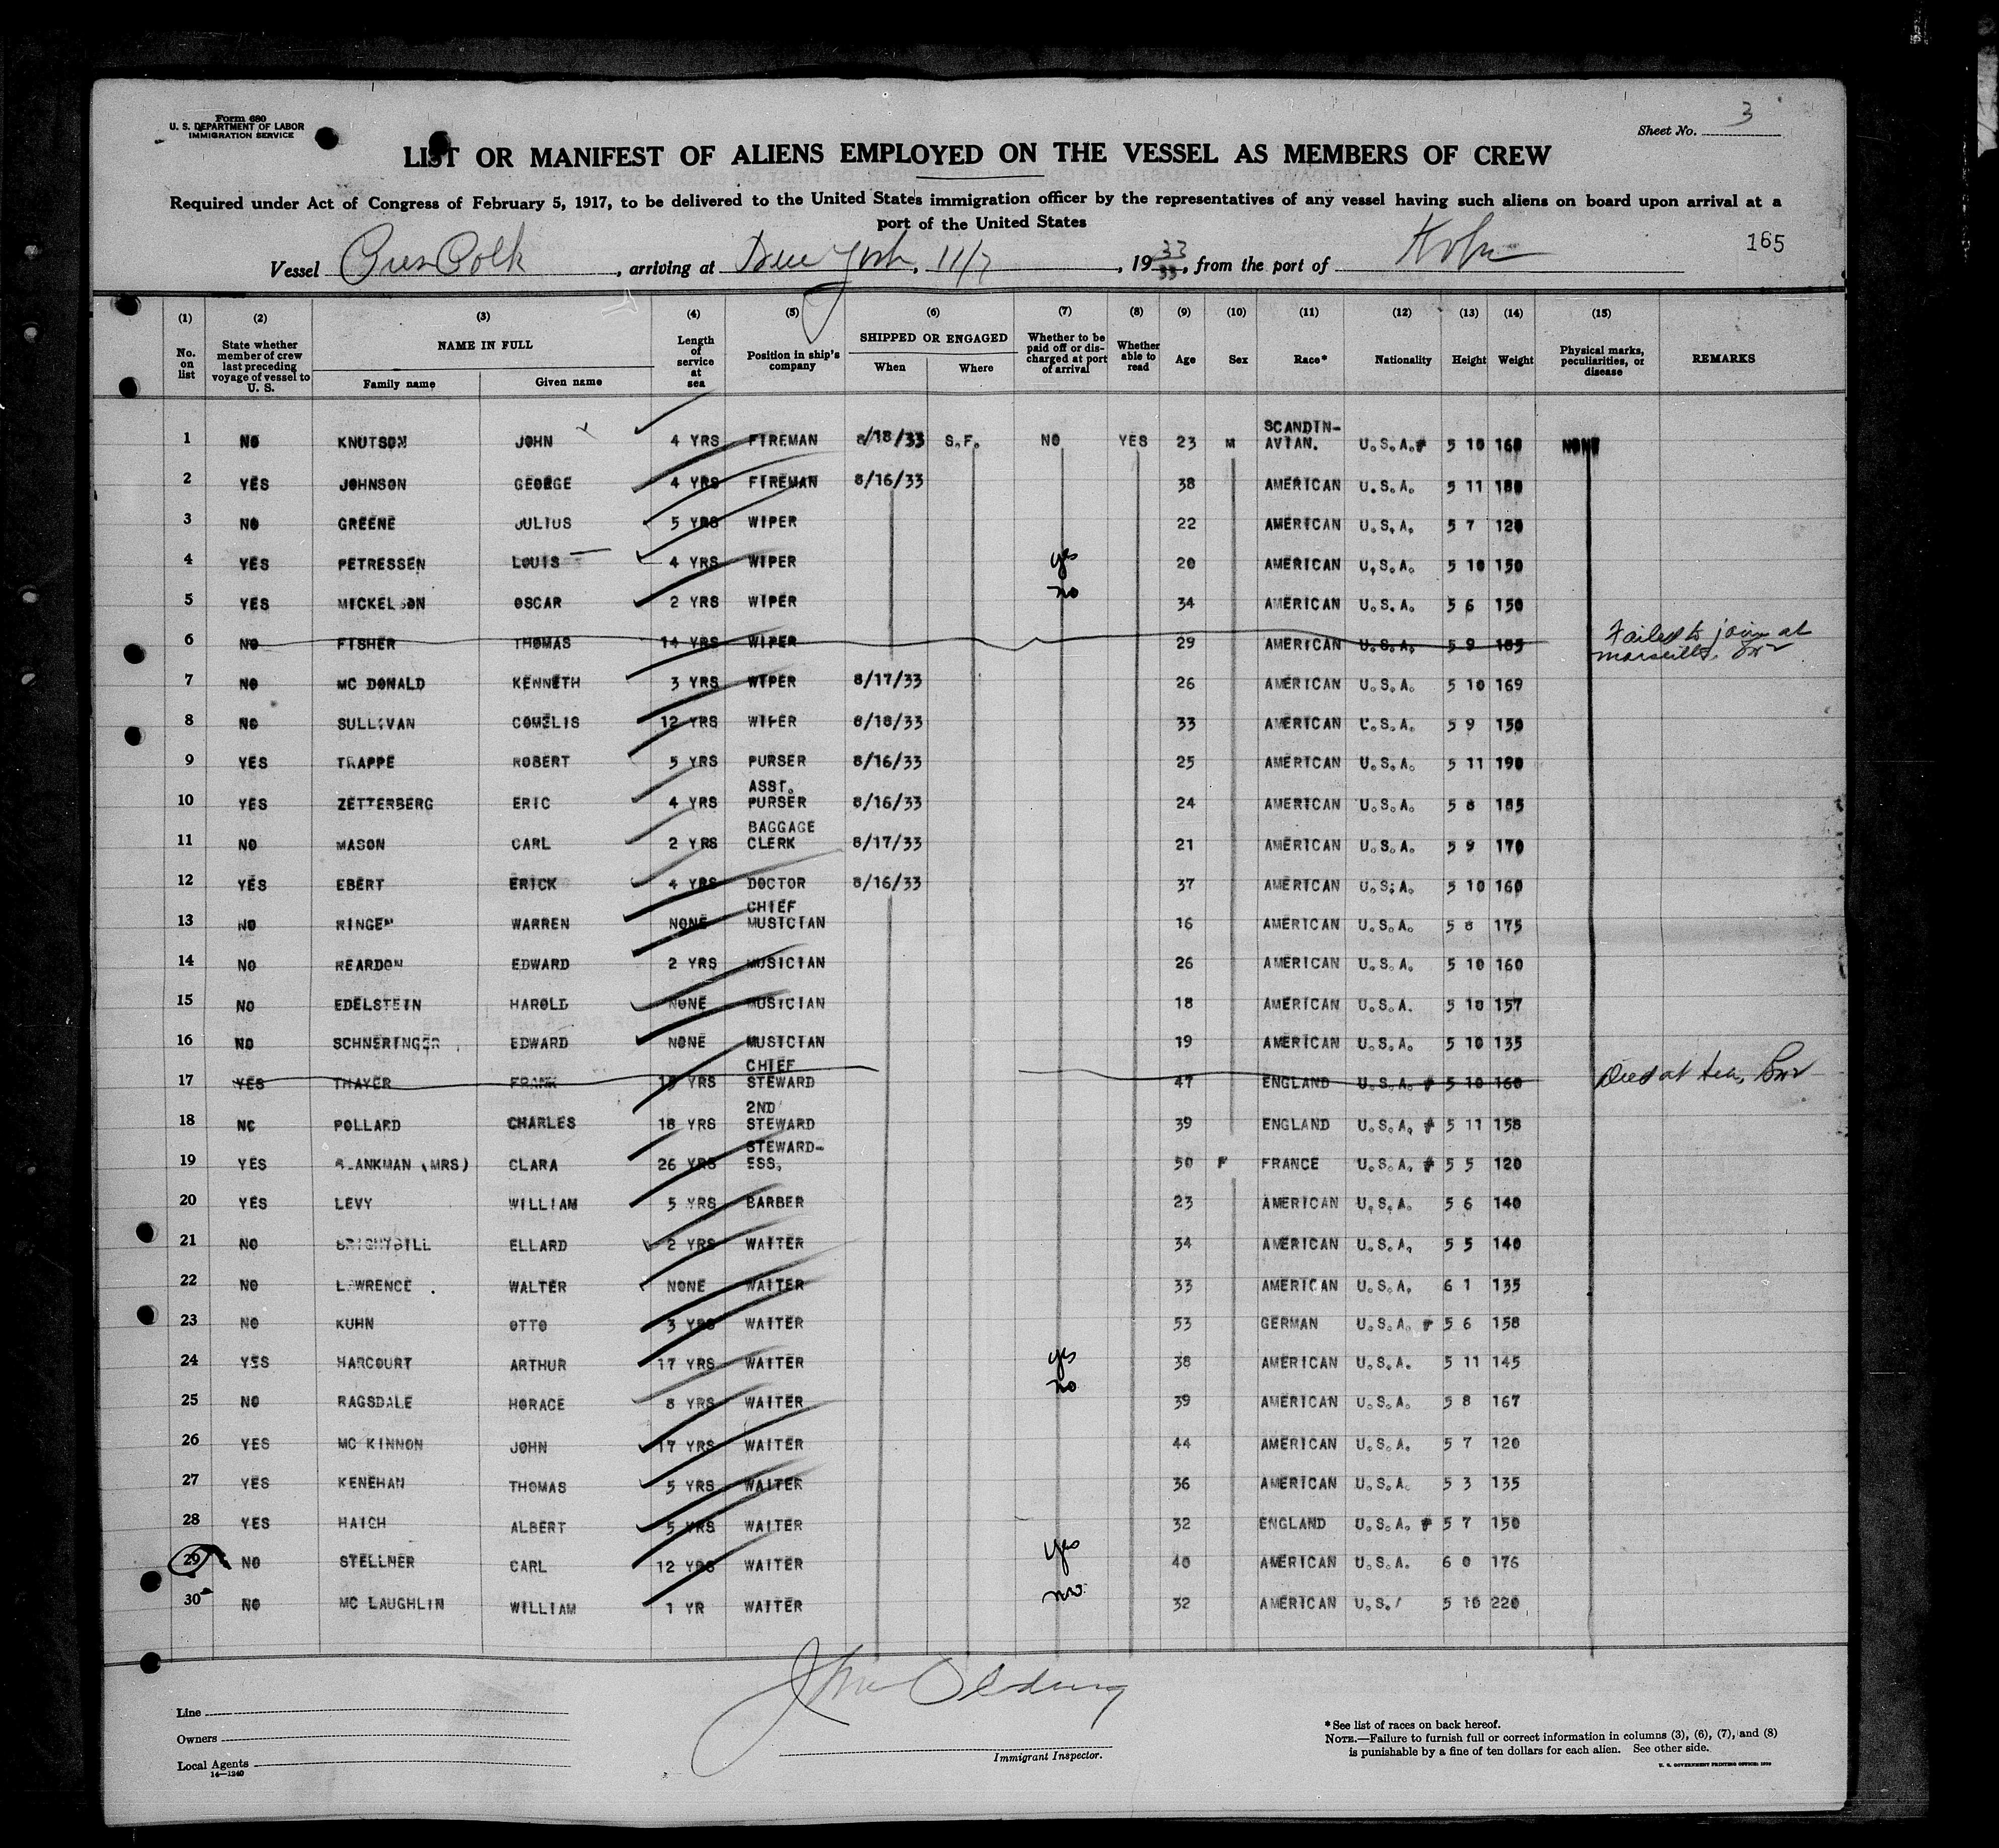 Form 680
U. S. DEPARTMENT OF LABOR
IMMIGRATION SERVICE
Sheet No. 3
LIST OR MANIFEST OF ALIENS EMPLOYED ON THE VESSEL AS MEMBERS OF CREW
Required under Act of Congress of February 5, 1917, to be delivered to the United States immigration officer by the representatives of any vessel having such aliens on board upon arrival at a
port of the United States
165
Vessel Pres Polk, arriving at New York, 11/7, 1933, from the port of Kobe
33
(1) (2) (3) (4) (5) (6) (7) (8) (9) (10) (11) (12) (13) (14) (15)
No. on list State whether member of crew last preceding voyage of vessel to U. S. NAME IN FULL Family name Given name Length of service at sea Position in ship's company SHIPPED OR ENGAGED When Where Whether to be paid off or discharged at port of arrival Whether able to read Age Sex Race* Nationality Height Weight Physical marks, peculiarities, or disease REMARKS
1 NO KNUTSON JOHN 4 YRS FIREMAN 8/18/33 S.F. NO YES 23 M SCANDIN-AVIAN. U.S.A.# 5 10 160 NONE
2 YES JOHNSON GEORGE 4 YRS FIREMAN 8/16/33 38 AMERICAN U.S.A. 5 11 180
3 NO GREENE JULIUS 5 YRS WIPER 22 AMERICAN U.S.A. 5 7 120
4 YES PETRESSEN LOUIS 4 YRS WIPER yes 20 AMERICAN U.S.A. 5 10 150
5 YES MICKELSON OSCAR 2 YRS WIPER no 34 AMERICAN U.S.A. 5 6 150
6 NO FISHER THOMAS 14 YRS WIPER 29 AMERICAN U.S.A. 5 9 185 Failed to join at Marseille
7 NO MC DONALD KENNETH 3 YRS WIPER 8/17/33 26 AMERICAN U.S.A. 5 10 169
8 NO SULLIVAN COMELIS 12 YRS WIPER 8/18/33 33 AMERICAN U.S.A. 5 9 150
9 YES TRAPPE ROBERT 5 YRS PURSER 8/16/33 25 AMERICAN U.S.A. 5 11 190
10 YES ZETTERBERG ERIC 4 YRS ASST. PURSER 8/16/33 24 AMERICAN U.S.A. 5 8 185
11 NO MASON CARL 2 YRS BAGGAGE CLERK 8/17/33 21 AMERICAN U.S.A. 5 9 170
12 YES EBERT ERICK 4 YRS DOCTOR 8/16/33 37 AMERICAN U.S.A. 5 10 160
13 NO RINGEN WARREN NONE CHIEF MUSICIAN 16 AMERICAN U.S.A. 5 8 175
14 NO REARDON EDWARD 2 YRS MUSICIAN 26 AMERICAN U.S.A. 5 10 160
15 NO EDELSTEIN HAROLD NONE MUSICIAN 18 AMERICAN U.S.A. 5 10 157
16 NO SCHNERINGER EDWARD NONE MUSICIAN 19 AMERICAN U.S.A. 5 10 135
17 YES THAYER FRANK YRS CHIEF STEWARD 47 ENGLAND U.S.A. # 5 10 160 Died at Sea,
18 NO POLLARD CHARLES 18 YRS 2ND STEWARD 39 ENGLAND U.S.A. # 5 11 158
19 YES BLANKMAN (MRS) CLARA 26 YRS STEWARD-ESS. 50 F FRANCE U.S.A. # 5 5 120
20 YES LEVY WILLIAM 5 YRS BARBER 23 AMERICAN U.S.A. 5 6 140
21 NO BRIGHTBILL ELLARD 2 YRS WAITER 34 AMERICAN U.S.A. 5 5 140
22 NO LAWRENCE WALTER NONE WAITER 33 AMERICAN U.S.A. 6 1 135
23 NO KUHN OTTO 3 YRS WAITER 53 GERMAN U.S.A. # 5 6 158
24 YES HARCOURT ARTHUR 17 YRS WAITER yes 38 AMERICAN U.S.A. 5 11 145
25 NO RAGSDALE HORACE 8 YRS WAITER no 39 AMERICAN U.S.A. 5 8 167
26 YES MC KINNON JOHN 17 YRS WAITER 44 AMERICAN U.S.A. 5 7 120
27 YES KENEHAN THOMAS 5 YRS WAITER 36 AMERICAN U.S.A. 5 3 135
28 YES HAICH ALBERT 5 YRS WAITER 32 ENGLAND U.S.A. # 5 7 150
29 NO STELLNER CARL 12 YRS WAITER yes 40 AMERICAN U.S.A. 6 0 176
30 NO MC LAUGHLIN WILLIAM 1 YR WAITER no 32 AMERICAN U.S. 5 10 220
Line
Owners
Local Agents
14—1240
Immigrant Inspector.
* See list of races on back hereof.
NOTE.—Failure to furnish full or correct information in columns (3), (6), (7), and (8)
is punishable by a fine of ten dollars for each alien. See other side.